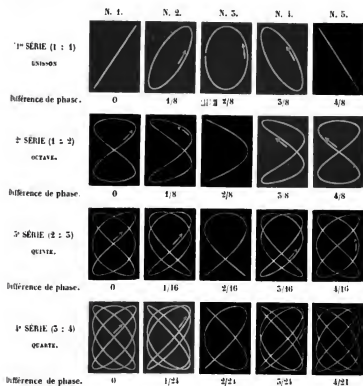 N. 1. N. 2. N. 3. N. 4. N. 5.
1re SÉRIE (1 : 1)
UNISSON
Différence de phase. 0 1/8 2/8 3/8 4/8
2e SÉRIE (1 : 2)
OCTAVE.
Différence de phase. 0 1/8 2/8 3/8 4/8
3e SÉRIE (2 : 3)
QUINTE.
Différence de phase. 0 1/16 2/16 3/16 4/16
4e SÉRIE (3 : 4)
QUARTE.
Différence de phase. 0 1/24 2/24 3/24 4/24